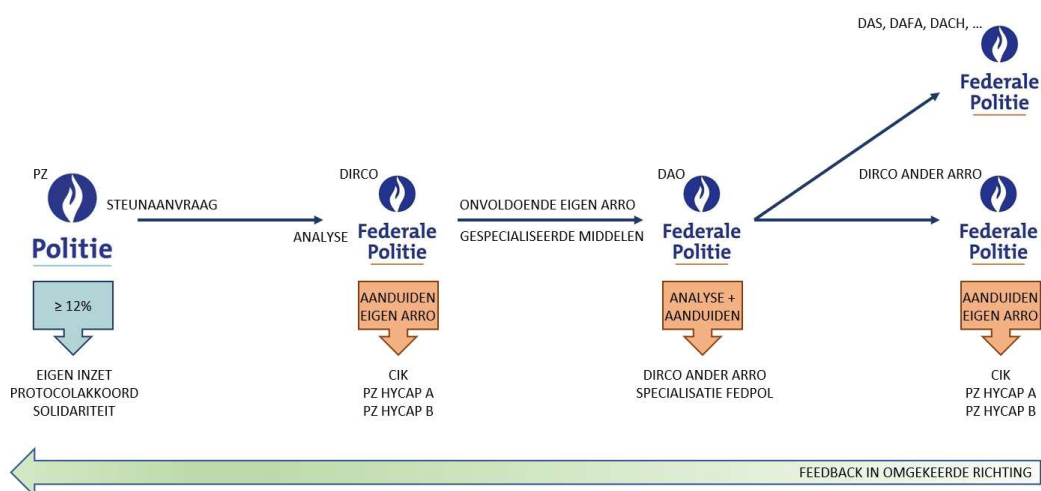 DAS, DAFA, DACH, ...
Federale
Politie
PZ
STEUNAANVRAAG
Politie
≥ 12%
EIGEN INZET
PROTOCOLAKKOORD
SOLIDARITEIT
DIRCO
ANALYSE
Federale
Politie
AANDUIDEN
EIGEN ARRO
CIK
PZ HYCAP A
PZ HYCAP B
ONVOLDOENDE EIGEN ARRO
GESPECIALISEERDE MIDDELEN
DAO
Federale
Politie
ANALYSE +
AANDUIDEN
DIRCO ANDER ARRO
SPECIALISATIE FEDPOL
DIRCO ANDER ARRO
Federale
Politie
AANDUIDEN
EIGEN ARRO
CIK
PZ HYCAP A
PZ HYCAP B
FEEDBACK IN OMGEKEERDE RICHTING